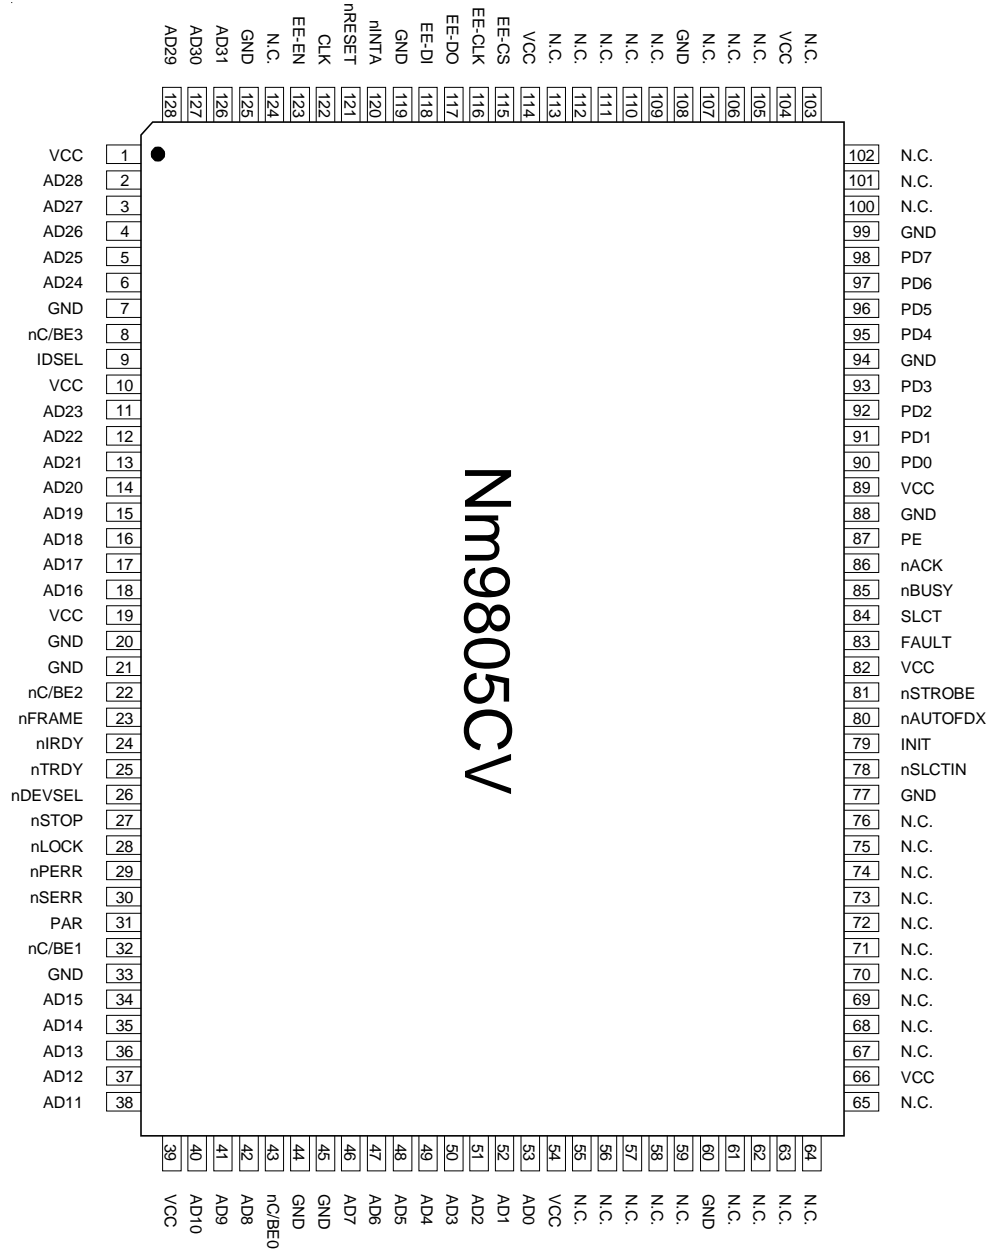 AD29 AD30 AD31 GND N.C. EE-EN CLK nRESET nINTA GND EE-DI EE-DO EE-CLK EE-CS VCC N.C. N.C. N.C. N.C. N.C. GND N.C. N.C. N.C. VCC N.C.
128 127 126 125 124 123 122 121 120 119 118 117 116 115 114 113 112 111 110 109 108 107 106 105 104 103
VCC 1 102 N.C.
AD28 2 101 N.C.
AD27 3 100 N.C.
AD26 4 99 GND
AD25 5 98 PD7
AD24 6 97 PD6
GND 7 96 PD5
nC/BE3 8 95 PD4
IDSEL 9 94 GND
VCC 10 93 PD3
AD23 11 92 PD2
AD22 12 91 PD1
AD21 13 90 PD0
AD20 14 89 VCC
AD19 15 88 GND
AD18 16 87 PE
AD17 17 86 nACK
AD16 18 85 nBUSY
VCC 19 84 SLCT
GND 20 83 FAULT
GND 21 82 VCC
nC/BE2 22 81 nSTROBE
nFRAME 23 80 nAUTOFDX
nIRDY 24 79 INIT
nTRDY 25 78 nSLCTIN
nDEVSEL 26 77 GND
nSTOP 27 76 N.C.
nLOCK 28 75 N.C.
nPERR 29 74 N.C.
nSERR 30 73 N.C.
PAR 31 72 N.C.
nC/BE1 32 71 N.C.
GND 33 70 N.C.
AD15 34 69 N.C.
AD14 35 68 N.C.
AD13 36 67 N.C.
AD12 37 66 VCC
AD11 38 65 N.C.
Nm9805CV
39 40 41 42 43 44 45 46 47 48 49 50 51 52 53 54 55 56 57 58 59 60 61 62 63 64
VCC AD10 AD9 AD8 nC/BE0 GND GND AD7 AD6 AD5 AD4 AD3 AD2 AD1 AD0 VCC N.C. N.C. N.C. N.C. N.C. GND N.C. N.C. N.C. N.C.